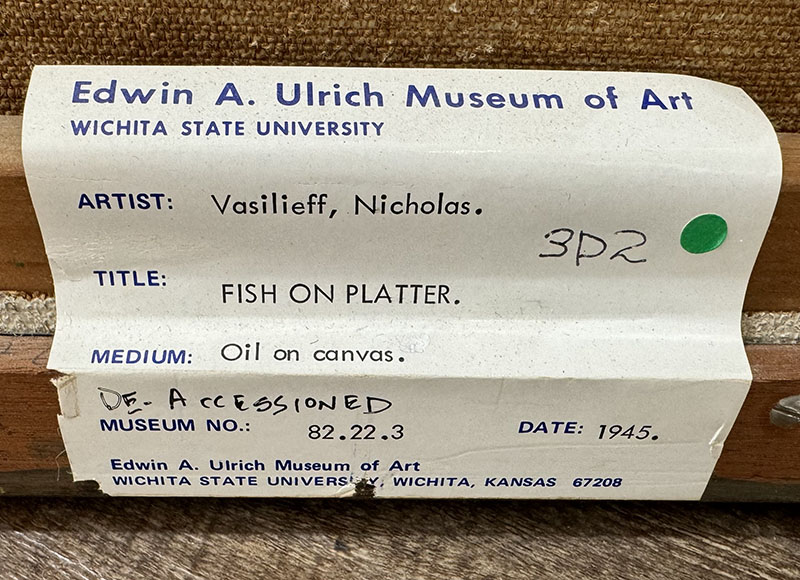 Edwin A. Ulrich Museum of Art
WICHITA STATE UNIVERSITY
ARTIST: Vasilieff, Nicholas.
3D2
TITLE: FISH ON PLATTER.
MEDIUM: Oil on canvas.
DE-ACCESSIONED
MUSEUM NO.: 82.22.3 DATE: 1945.
Edwin A. Ulrich Museum of Art
WICHITA STATE UNIVERSITY, WICHITA, KANSAS 67208